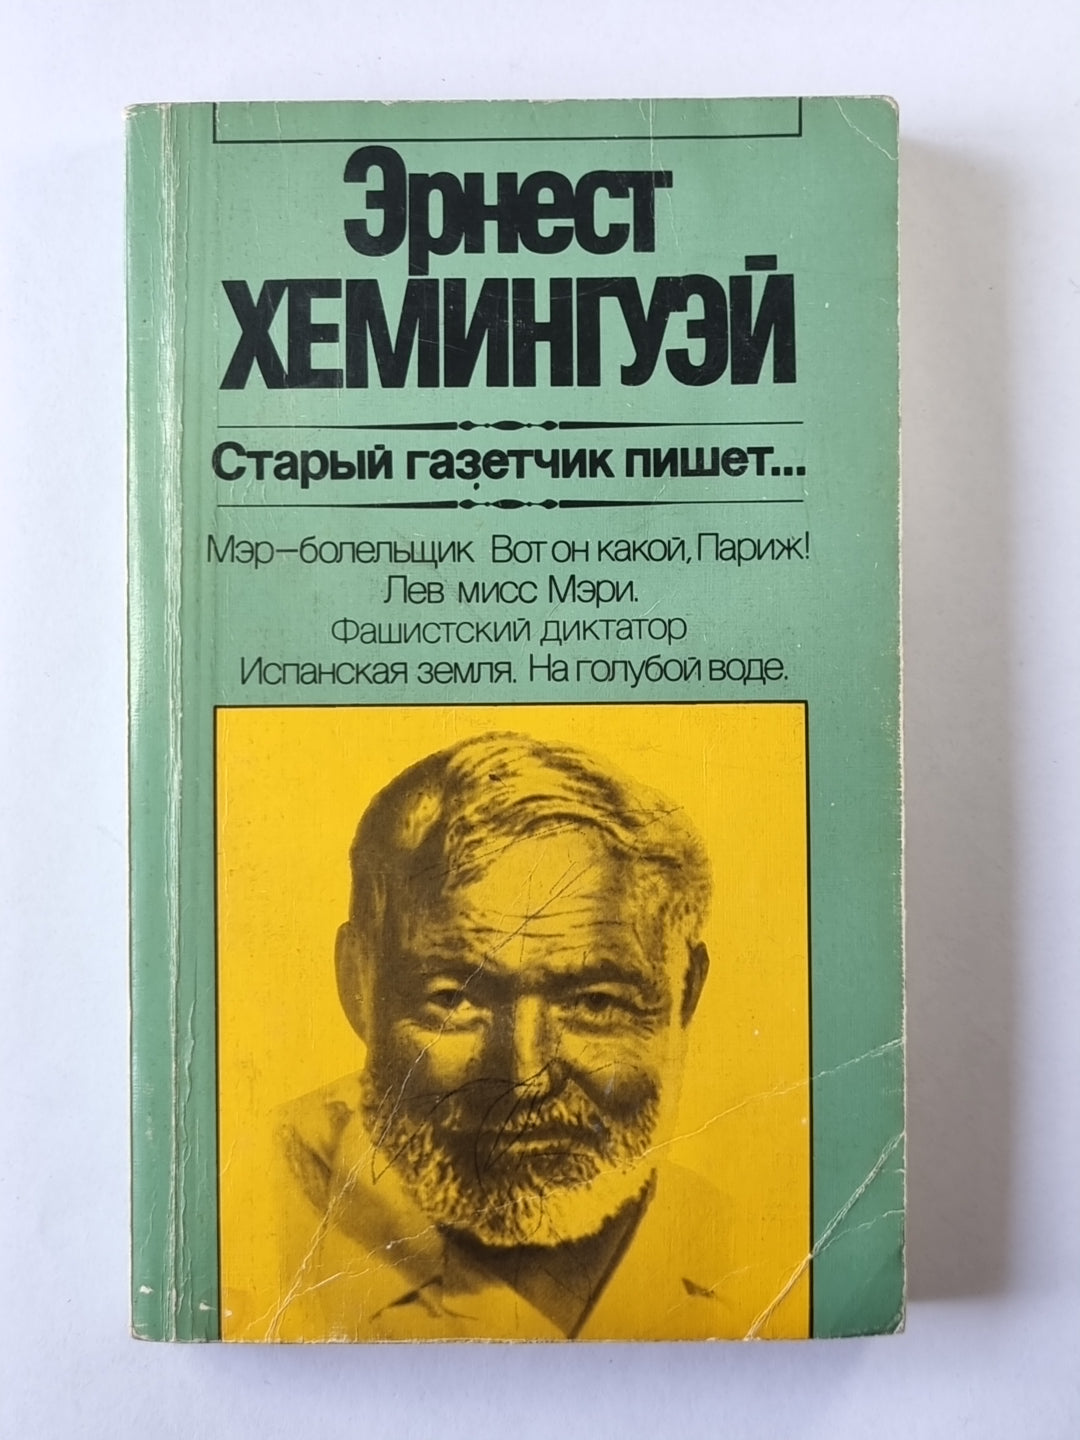 Эрнест
ХЕМИНГУЭЙ
Старый газетчик пишет...
Мэр–болельщик Вот он какой, Париж!
Лев мисс Мэри.
Фашистский диктатор
Испанская земля. На голубой воде.